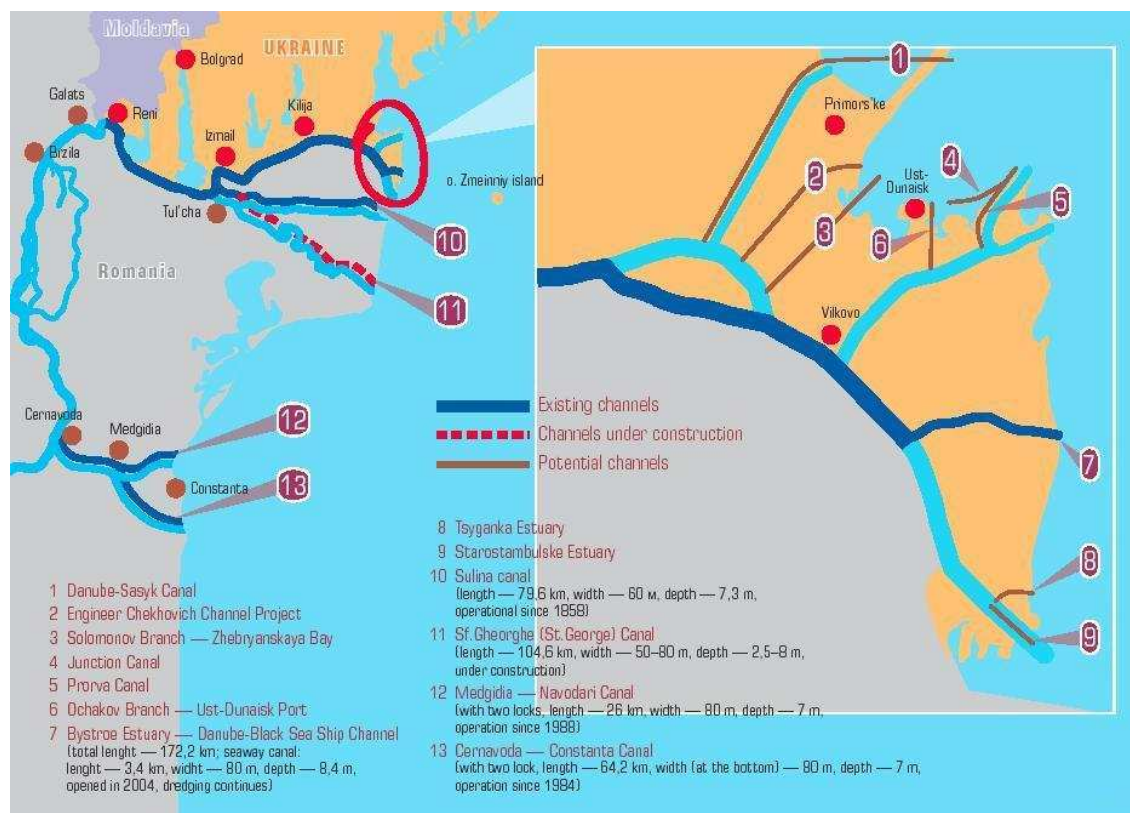 Moldavia
UKRAINE
Bolgrad
Galats
Reni
Kilija
Izmail
Brzila
Tul'cha
o. Zmeinniy island
10
Romania
11
Cernavoda
Medgidia
12
Constanta
13
1
Primors'ke
2
Ust-
Dunaisk
4
5
3
6
Vilkovo
7
8
9
Existing channels
Channels under construction
Potential channels
1 Danube-Sasyk Canal
2 Engineer Chekhovich Channel Project
3 Solomonov Branch — Zhebryanskaya Bay
4 Junction Canal
5 Prorva Canal
6 Ochakov Branch — Ust-Dunaisk Port
7 Bystroe Estuary — Danube-Black Sea Ship Channel
(total lenght — 172,2 km; seaway canal:
lenght — 3,4 km, widht — 80 m, depth — 8,4 m,
opened in 2004, dredging continues)
8 Tsyganka Estuary
9 Starostambulske Estuary
10 Sulina canal
(length — 79,6 km, width — 60 м, depth — 7,3 m,
operational since 1858)
11 Sf.Gheorghe (St.George) Canal
(length — 104,6 km, width — 50–80 m, depth — 2,5–8 m,
under construction)
12 Medgidia — Navodari Canal
(with two locks, length — 26 km, width — 80 m, depth — 7 m,
operation since 1988)
13 Cernavoda — Constanta Canal
(with two lock, length — 64,2 km, width (at the bottom) — 80 m, depth — 7 m,
operation since 1984)